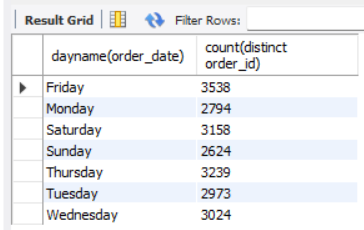 Result Grid Filter Rows:
dayname(order_date) count(distinct order_id)
Friday 3538
Monday 2794
Saturday 3158
Sunday 2624
Thursday 3239
Tuesday 2973
Wednesday 3024